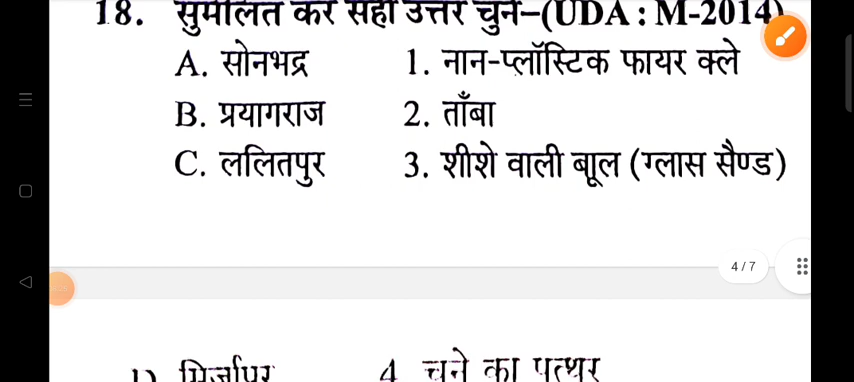 18. सुमेलित कर सही उत्तर चुनें–(UDA : M-2014)
A. सोनभद्र 1. नान-प्लॉस्टिक फायर क्ले
B. प्रयागराज 2. ताँबा
C. ललितपुर 3. शीशे वाली बाूल (ग्लास सैण्ड)
4 / 7
मिर्जापुर 4 चूने का पत्थर